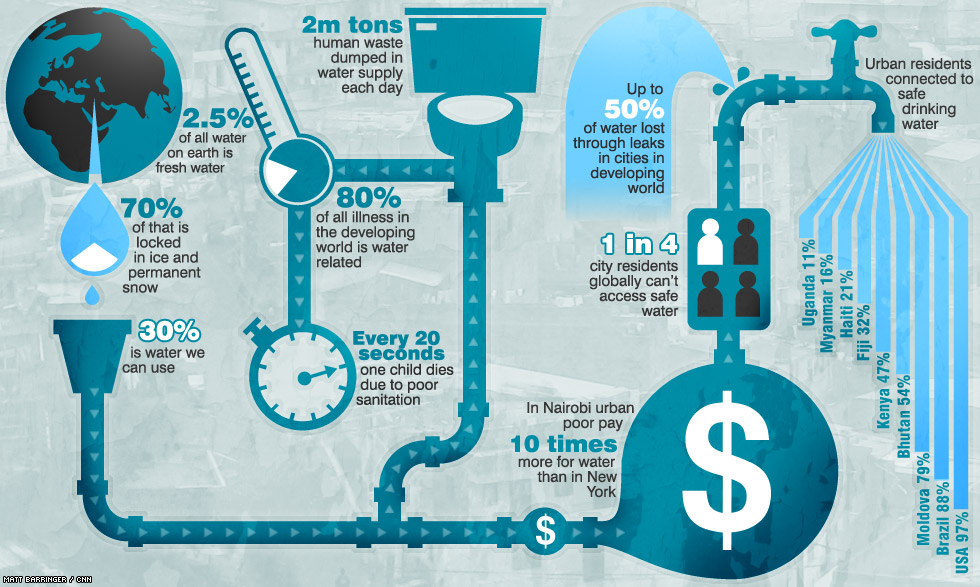 2.5%
of all water
on earth is
fresh water
70%
of that is
locked
in ice and
permanent
snow
30%
is water we
can use
2m tons
human waste
dumped in
water supply
each day
80%
of all illness in
the developing
world is water
related
Every 20
seconds
one child dies
due to poor
sanitation
Up to
50%
of water lost
through leaks
in cities in
developing
world
1 in 4
city residents
globally can't
access safe
water
In Nairobi urban
poor pay
10 times
more for water
than in New
York
$
$
Urban residents
connected to
safe
drinking
water
Uganda 11%
Myanmar 16%
Haiti 21%
Fiji 32%
Kenya 47%
Bhutan 54%
Moldova 79%
Brazil 88%
USA 97%
MATT BARRINGER / CNN